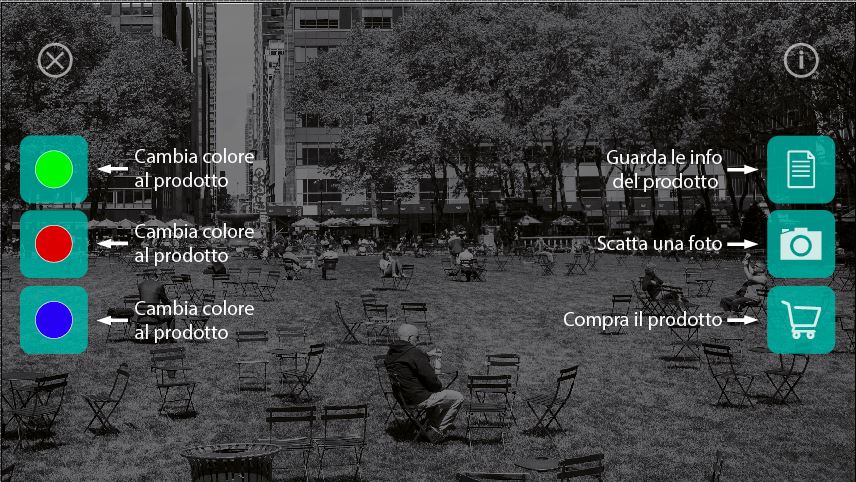 Cambia colore
al prodotto
Cambia colore
al prodotto
Cambia colore
al prodotto
Guarda le info
del prodotto
Scatta una foto
Compra il prodotto